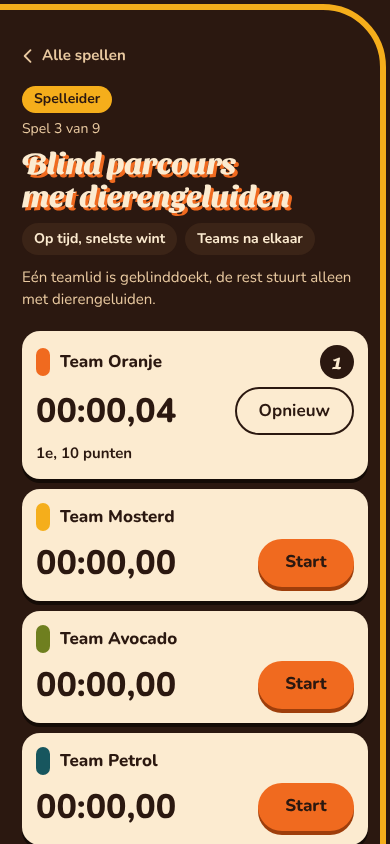 Alle spellen
Spelleider
Spel 3 van 9
Blind parcours
met dierengeluiden
Op tijd, snelste wint
Teams na elkaar
Eén teamlid is geblinddoekt, de rest stuurt alleen
met dierengeluiden.
Team Oranje
1
00:00,04
Opnieuw
1e, 10 punten
Team Mosterd
00:00,00
Start
Team Avocado
00:00,00
Start
Team Petrol
00:00,00
Start